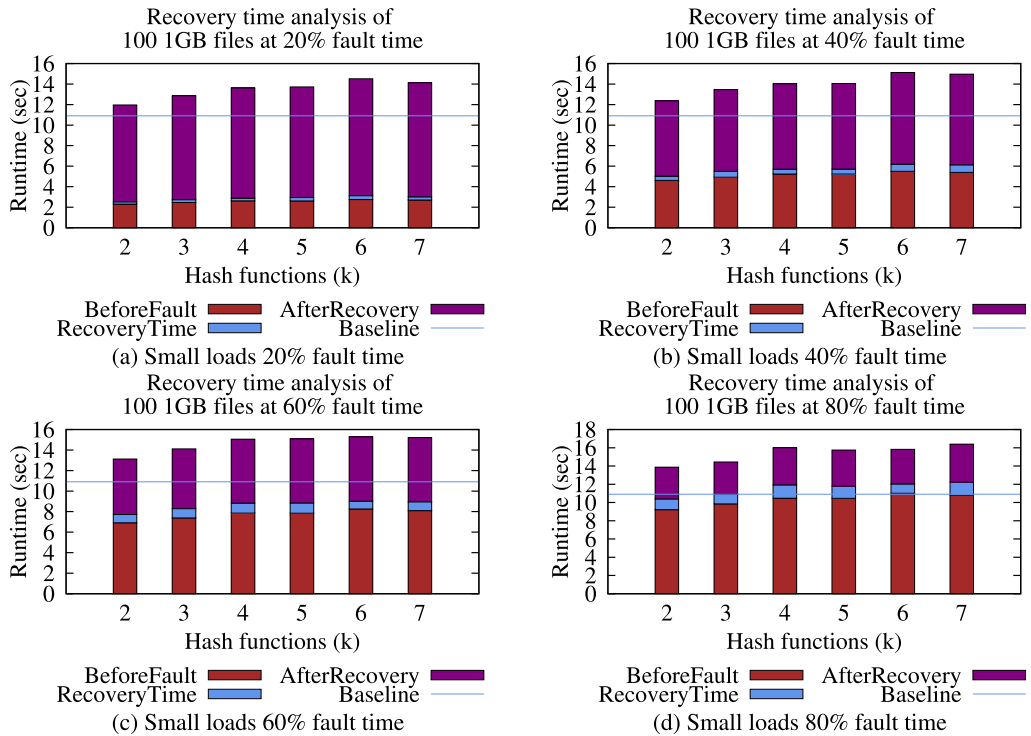 Recovery time analysis of
100 1GB files at 20% fault time
Runtime (sec)
16
14
12
10
8
6
4
2
0
2 3 4 5 6 7
Hash functions (k)
BeforeFault AfterRecovery
RecoveryTime Baseline
(a) Small loads 20% fault time
Recovery time analysis of
100 1GB files at 40% fault time
Runtime (sec)
16
14
12
10
8
6
4
2
0
2 3 4 5 6 7
Hash functions (k)
BeforeFault AfterRecovery
RecoveryTime Baseline
(b) Small loads 40% fault time
Recovery time analysis of
100 1GB files at 60% fault time
Runtime (sec)
16
14
12
10
8
6
4
2
0
2 3 4 5 6 7
Hash functions (k)
BeforeFault AfterRecovery
RecoveryTime Baseline
(c) Small loads 60% fault time
Recovery time analysis of
100 1GB files at 80% fault time
Runtime (sec)
18
16
14
12
10
8
6
4
2
0
2 3 4 5 6 7
Hash functions (k)
BeforeFault AfterRecovery
RecoveryTime Baseline
(d) Small loads 80% fault time